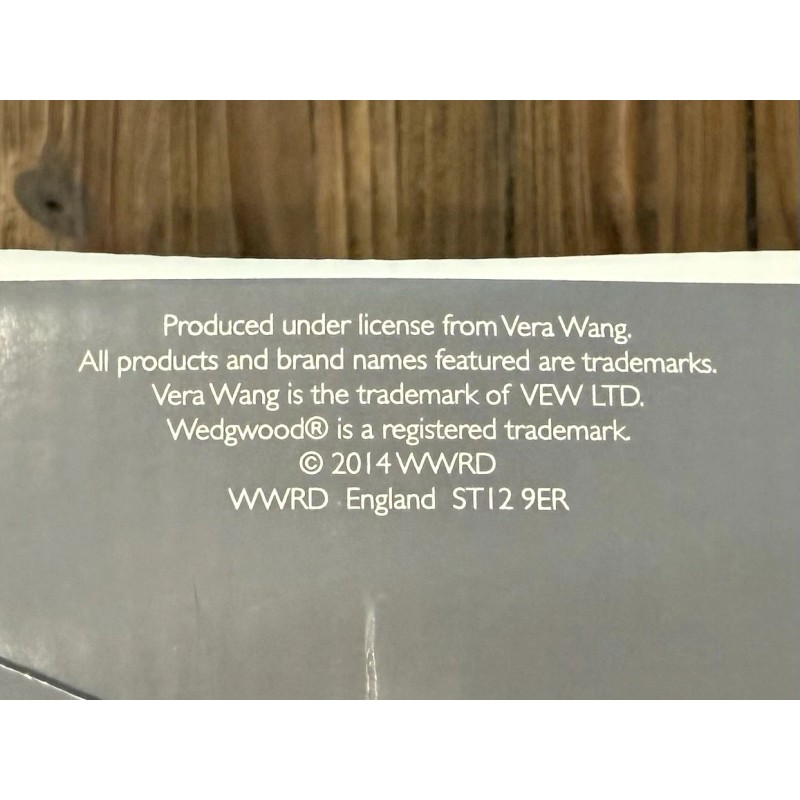 Produced under license from Vera Wang.
All products and brand names featured are trademarks.
Vera Wang is the trademark of VEW LTD.
Wedgwood® is a registered trademark.
© 2014 WWRD
WWRD England ST12 9ER